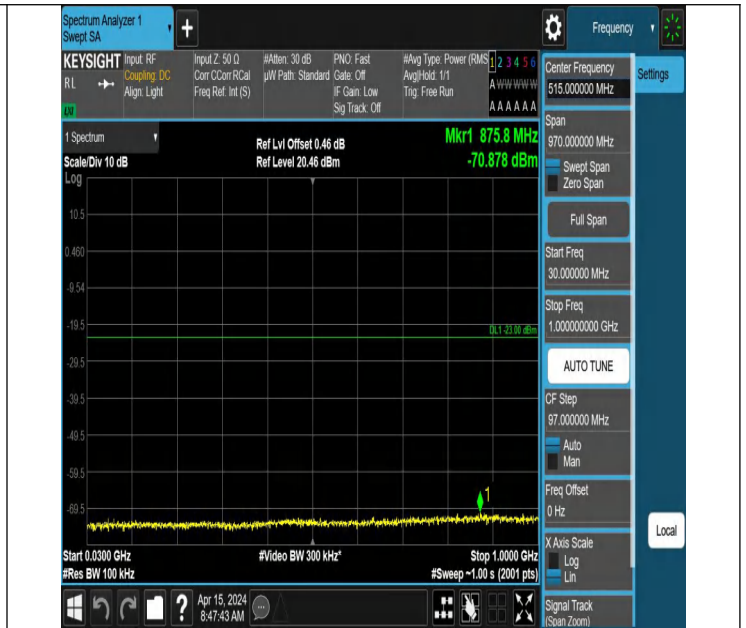 Spectrum Analyzer 1
Swept SA
+
Frequency
KEYSIGHT
RL
Input: RF
Coupling: DC
Align: Light
Input Z: 50 Ω
Corr CCorr RCal
Freq Ref: Int (S)
#Atten: 30 dB
µW Path: Standard
PNO: Fast
Gate: Off
IF Gain: Low
Sig Track: Off
#Avg Type: Power (RMS
Avg|Hold: 1/1
Trig: Free Run
1 2 3 4 5 6
A W W W W W
A A A A A A
Settings
1 Spectrum
Scale/Div 10 dB
Log
Ref Lvl Offset 0.46 dB
Ref Level 20.46 dBm
Mkr1 875.8 MHz
-70.878 dBm
10.5
0.460
-9.54
-19.5
-29.5
-39.5
-49.5
-59.5
-69.5
DL1 -23.00 dBm
1
Start 0.0300 GHz
#Res BW 100 kHz
#Video BW 300 kHz*
Stop 1.0000 GHz
#Sweep ~1.00 s (2001 pts)
Center Frequency
515.000000 MHz
Span
970.000000 MHz
Swept Span
Zero Span
Full Span
Start Freq
30.000000 MHz
Stop Freq
1.00000000 GHz
AUTO TUNE
CF Step
97.000000 MHz
Auto
Man
Freq Offset
0 Hz
X Axis Scale
Log
Lin
Signal Track
(Span Zoom)
Local
?
Apr 15, 2024
8:47:43 AM